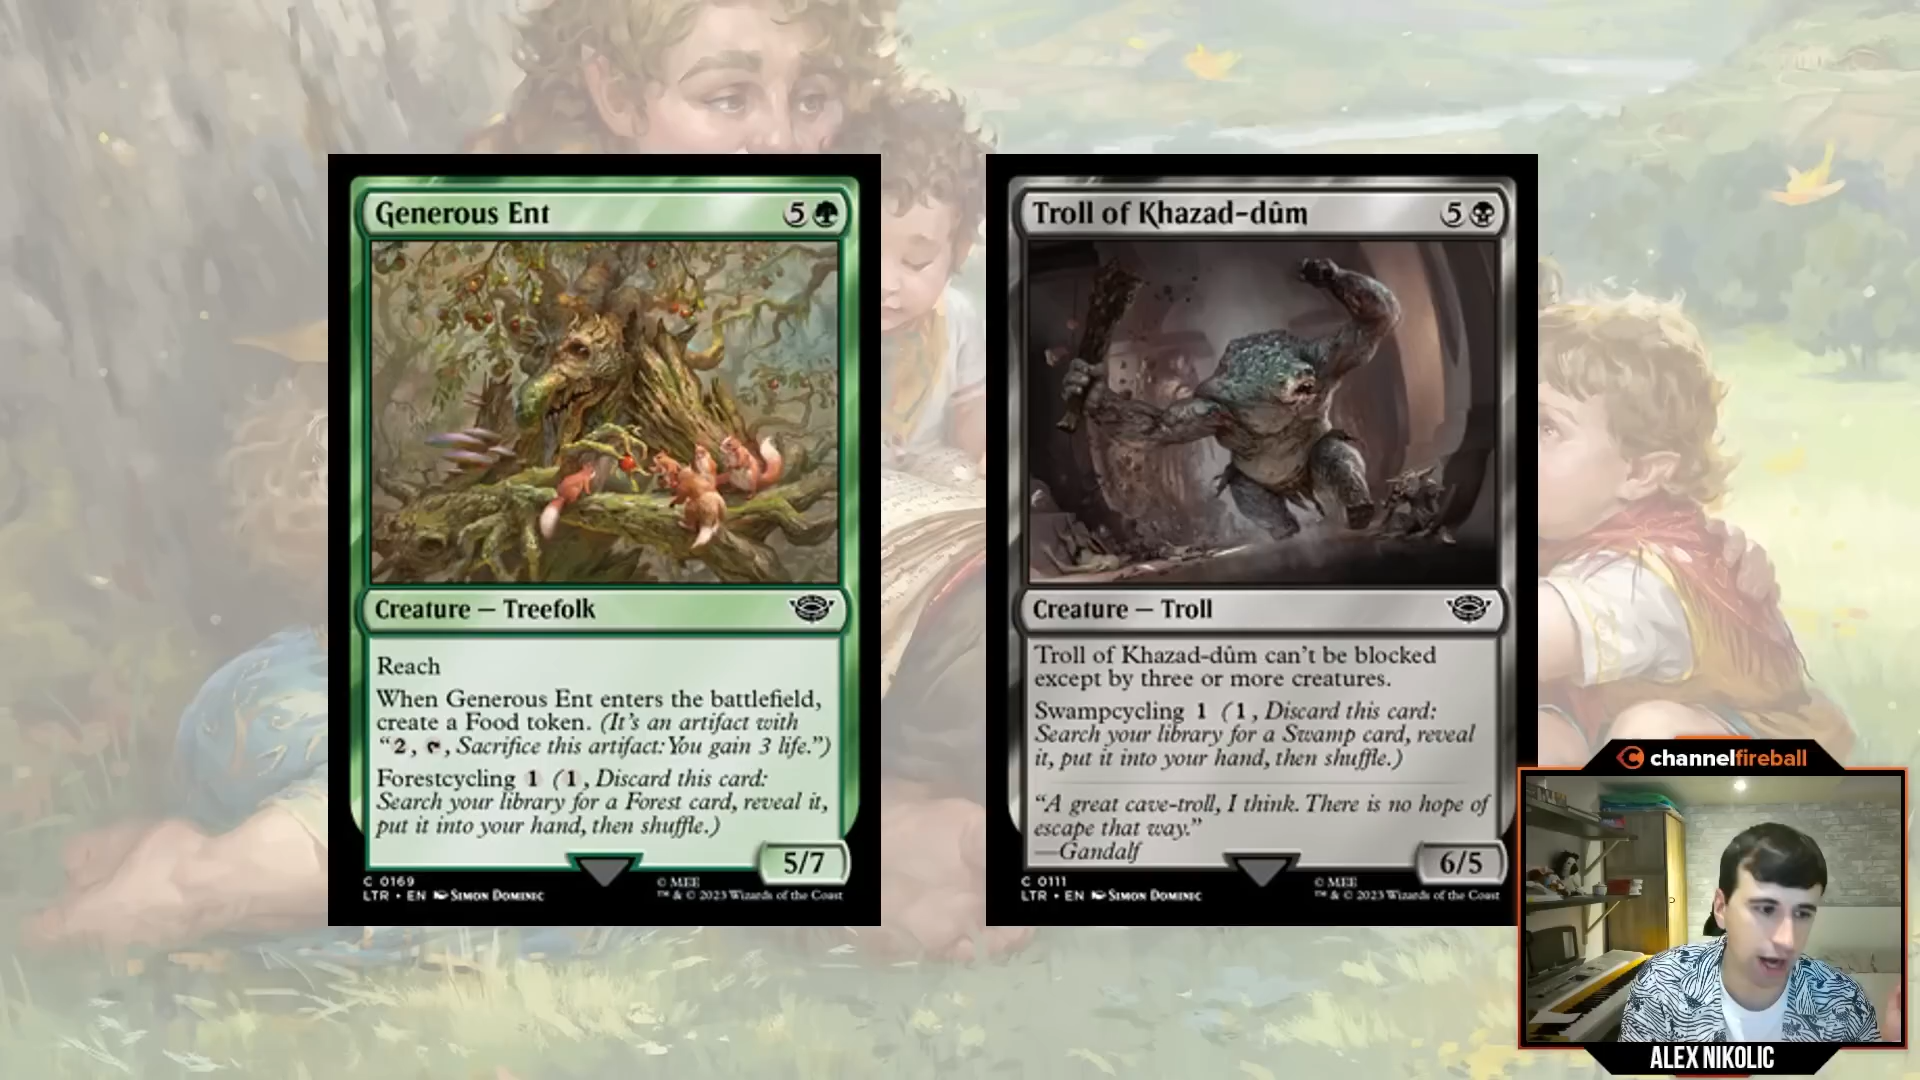 Generous Ent 5
Creature — Treefolk
Reach
When Generous Ent enters the battlefield,
create a Food token. (It's an artifact with
“2, , Sacrifice this artifact: You gain 3 life.”)
Forestcycling 1 (1, Discard this card:
Search your library for a Forest card, reveal it,
put it into your hand, then shuffle.)
5/7
C 0169
LTR • EN SIMON DOMINIC
© MEE
™ & © 2023 Wizards of the Coast
Troll of Khazad-dûm 5
Creature — Troll
Troll of Khazad-dûm can't be blocked
except by three or more creatures.
Swampcycling 1 (1, Discard this card:
Search your library for a Swamp card, reveal
it, put it into your hand, then shuffle.)
“A great cave-troll, I think. There is no hope of
escape that way.”
—Gandalf
6/5
C 0111
LTR • EN SIMON DOMINIC
© MEE
™ & © 2023 Wizards of the Coast
channelfireball
ALEX NIKOLIC